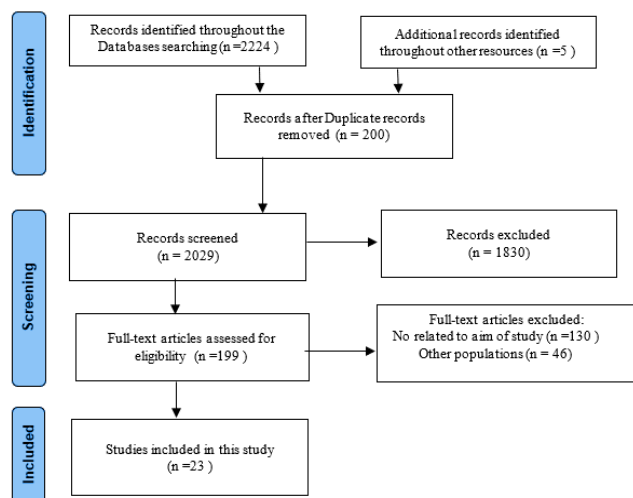 Identification
Records identified throughout the
Databases searching (n =2224 )
Additional records identified
throughout other resources (n =5 )
Records after Duplicate records
removed (n = 200)
Screening
Records screened
(n = 2029)
Records excluded
(n = 1830)
Full-text articles assessed for
eligibility (n =199 )
Full-text articles excluded:
No related to aim of study (n =130 )
Other populations (n = 46)
Included
Studies included in this study
(n =23 )